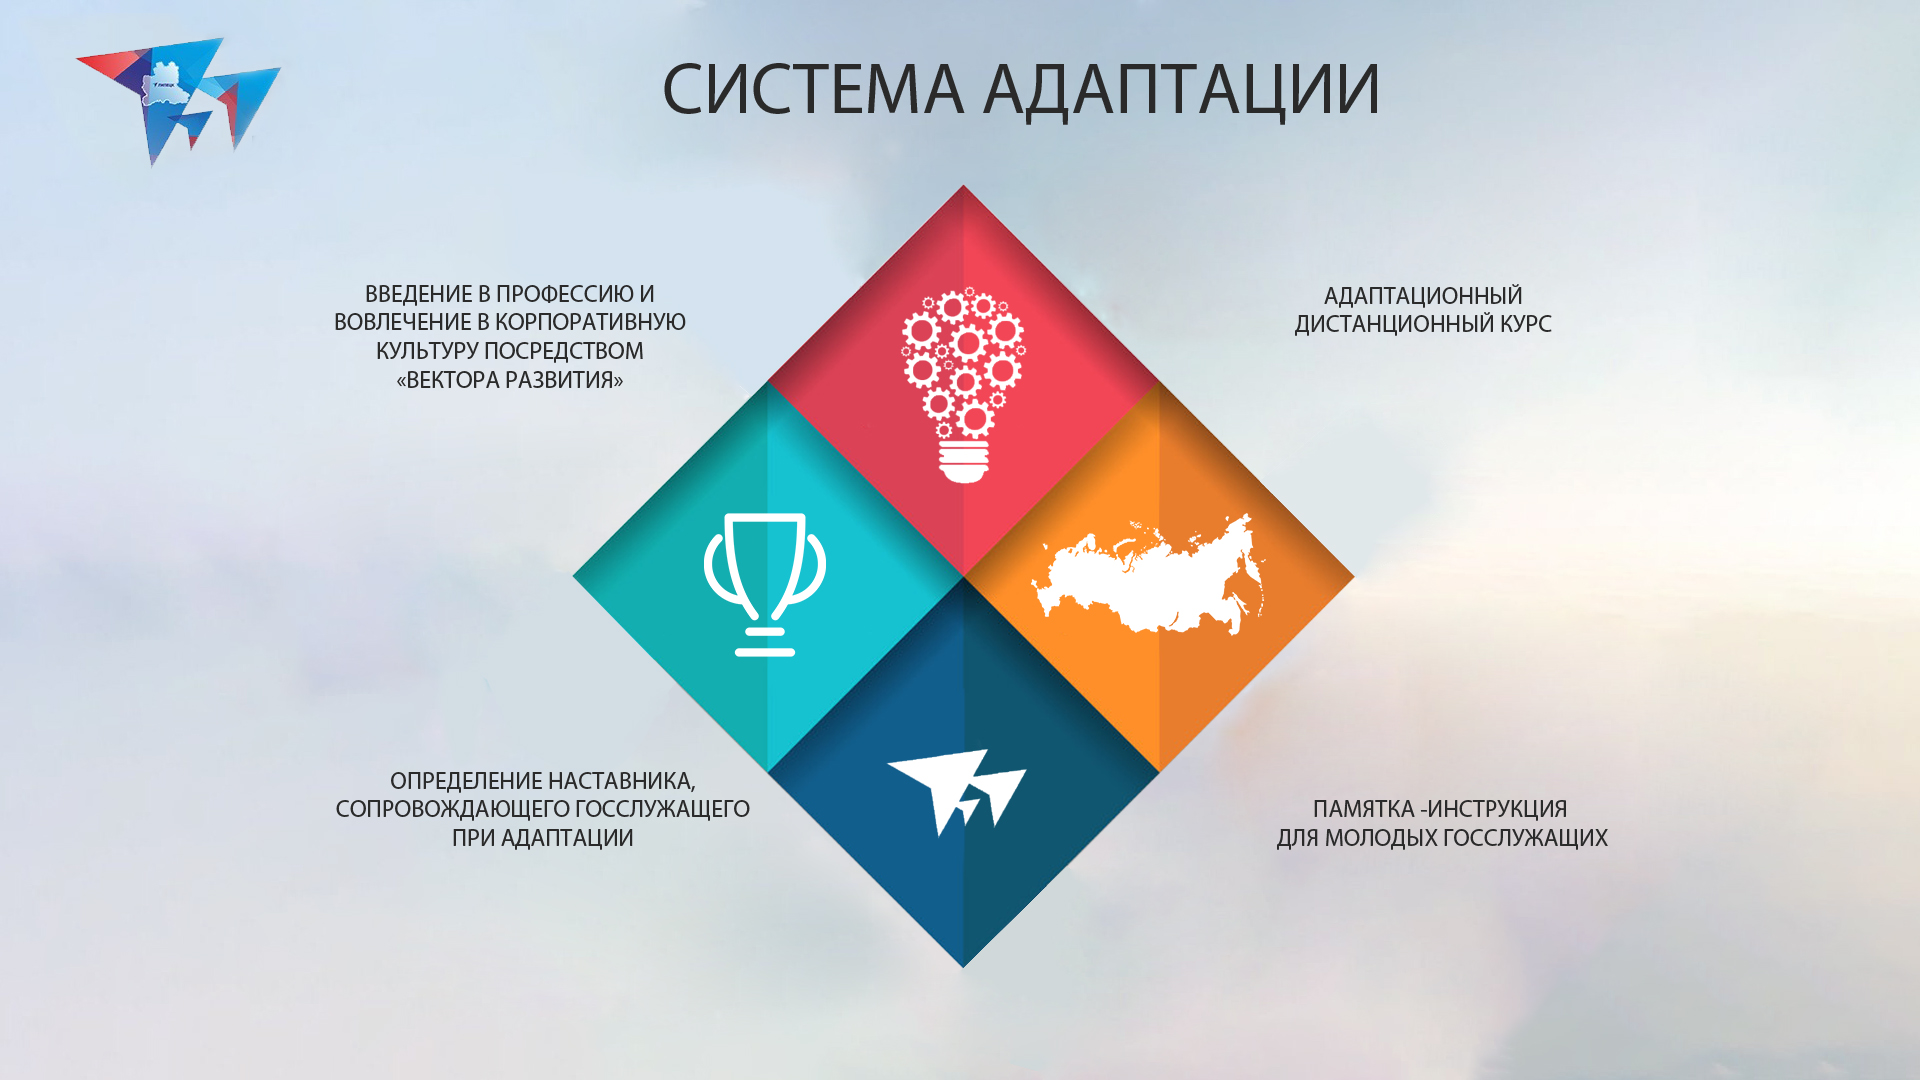 СИСТЕМА АДАПТАЦИИ
ВВЕДЕНИЕ В ПРОФЕССИЮ И
ВОВЛЕЧЕНИЕ В КОРПОРАТИВНУЮ
КУЛЬТУРУ ПОСРЕДСТВОМ
«ВЕКТОРА РАЗВИТИЯ»
АДАПТАЦИОННЫЙ
ДИСТАНЦИОННЫЙ КУРС
ОПРЕДЕЛЕНИЕ НАСТАВНИКА,
СОПРОВОЖДАЮЩЕГО ГОССЛУЖАЩЕГО
ПРИ АДАПТАЦИИ
ПАМЯТКА -ИНСТРУКЦИЯ
ДЛЯ МОЛОДЫХ ГОССЛУЖАЩИХ